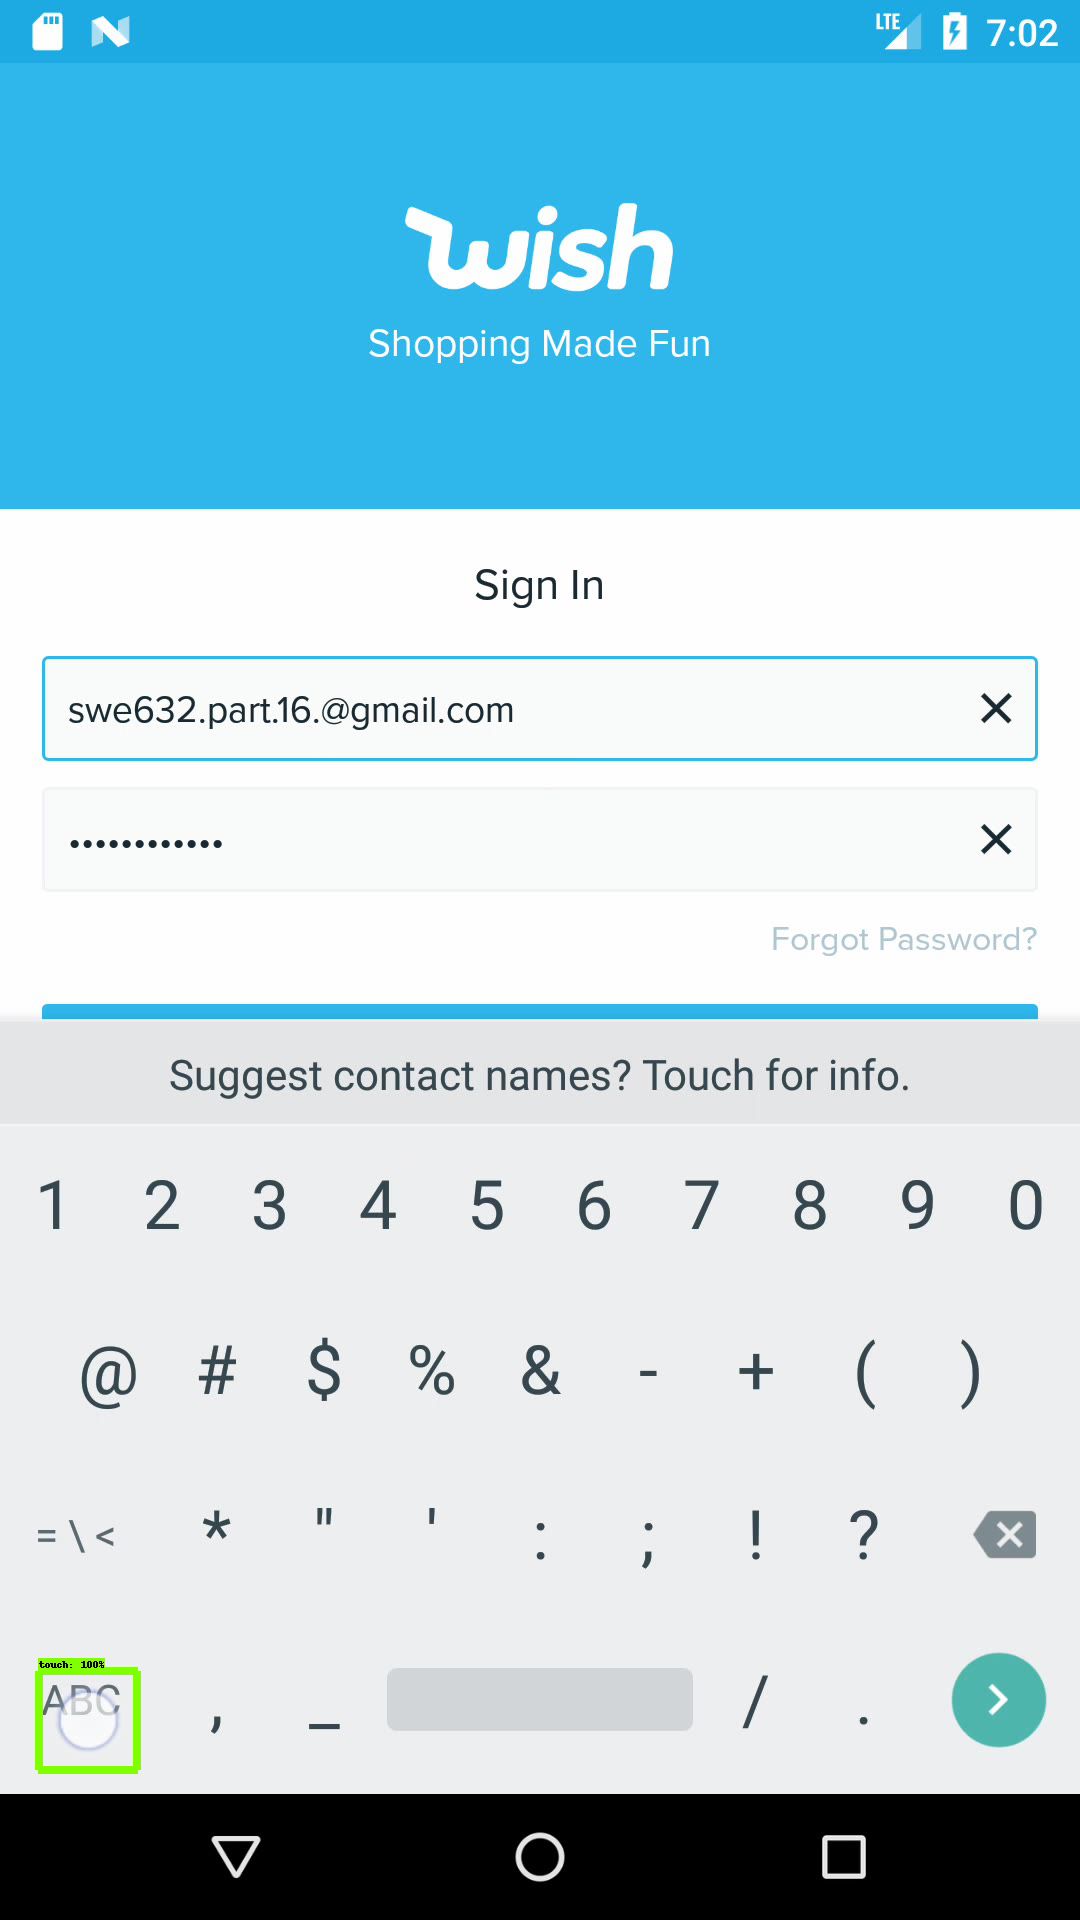 LTE 7:02
wish
Shopping Made Fun
Sign In
swe632.part.16.@gmail.com
••••••••••••
Forgot Password?
Suggest contact names? Touch for info.
1 2 3 4 5 6 7 8 9 0
@ # $ % & - + ( )
= \ < * " ' : ; ! ?
touch: 100%
ABC , _ / .